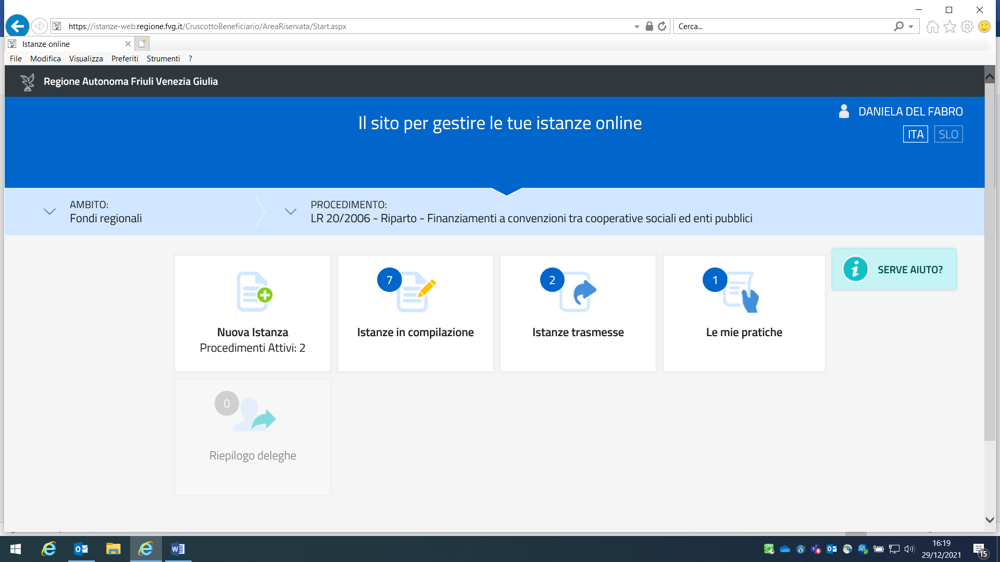 https://istanze-web.regione.fvg.it/CruscottoBeneficiario/AreaRiservata/Start.aspx
Cerca...
Istanze online
File Modifica Visualizza Preferiti Strumenti ?
Regione Autonoma Friuli Venezia Giulia
Il sito per gestire le tue istanze online
DANIELA DEL FABRO
ITA SLO
AMBITO:
Fondi regionali
PROCEDIMENTO:
LR 20/2006 - Riparto - Finanziamenti a convenzioni tra cooperative sociali ed enti pubblici
SERVE AIUTO?
Nuova Istanza
Procedimenti Attivi: 2
7
Istanze in compilazione
2
Istanze trasmesse
1
Le mie pratiche
0
Riepilogo deleghe
16:19
29/12/2021
15